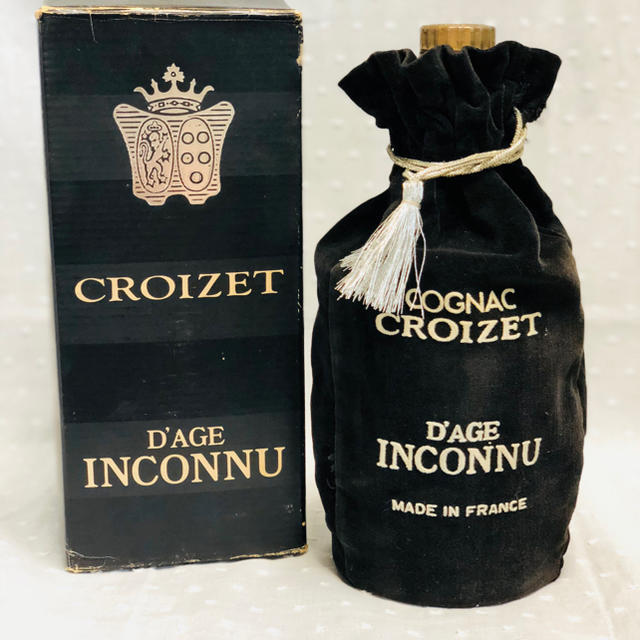 CROIZET
D'AGE
INCONNU
COGNAC
CROIZET
D'AGE
INCONNU
MADE IN FRANCE